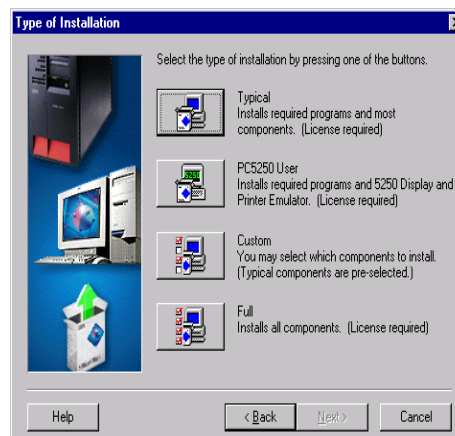 Type of Installation
Select the type of installation by pressing one of the buttons.
Typical
Installs required programs and most
components. (License required)
PC5250 User
Installs required programs and 5250 Display and
Printer Emulator. (License required)
Custom
You may select which components to install.
(Typical components are pre-selected.)
Full
Installs all components. (License required)
Help
< Back
Next >
Cancel